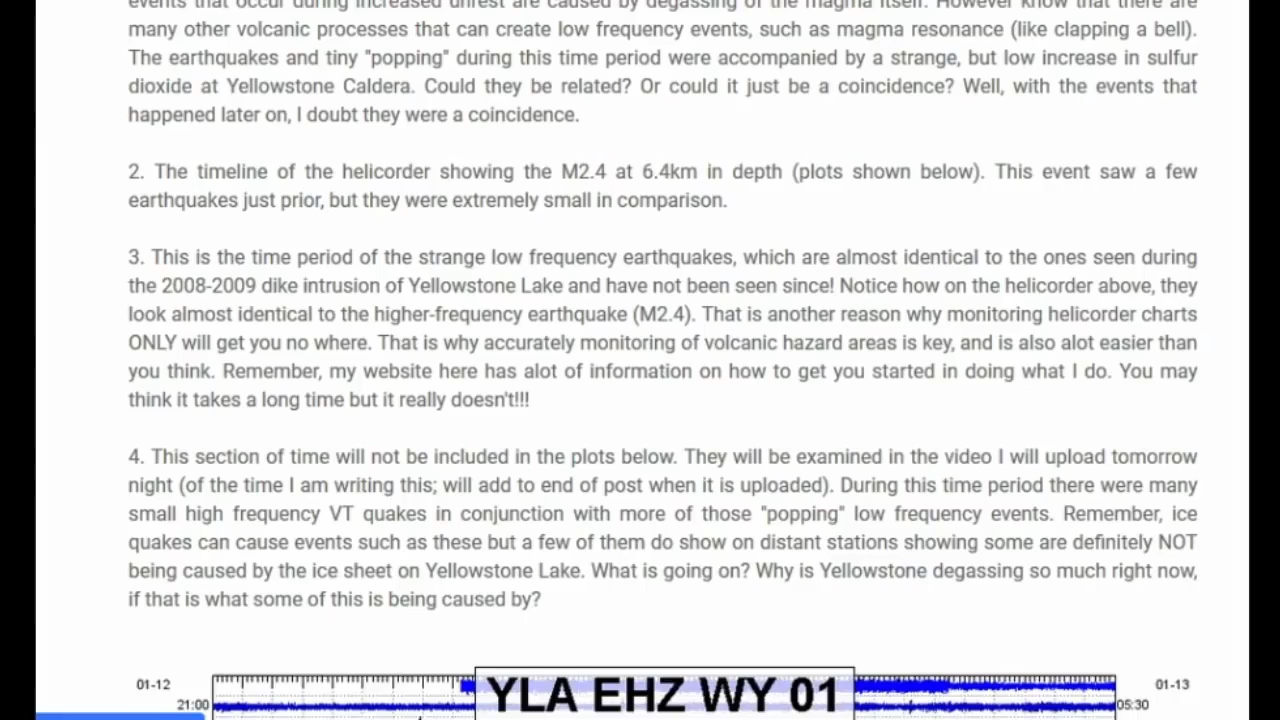 events that occur during increased unrest are caused by degassing of the magma itself. However know that there are
many other volcanic processes that can create low frequency events, such as magma resonance (like clapping a bell).
The earthquakes and tiny "popping" during this time period were accompanied by a strange, but low increase in sulfur
dioxide at Yellowstone Caldera. Could they be related? Or could it just be a coincidence? Well, with the events that
happened later on, I doubt they were a coincidence.
2. The timeline of the helicorder showing the M2.4 at 6.4km in depth (plots shown below). This event saw a few
earthquakes just prior, but they were extremely small in comparison.
3. This is the time period of the strange low frequency earthquakes, which are almost identical to the ones seen during
the 2008-2009 dike intrusion of Yellowstone Lake and have not been seen since! Notice how on the helicorder above, they
look almost identical to the higher-frequency earthquake (M2.4). That is another reason why monitoring helicorder charts
ONLY will get you no where. That is why accurately monitoring of volcanic hazard areas is key, and is also alot easier than
you think. Remember, my website here has alot of information on how to get you started in doing what I do. You may
think it takes a long time but it really doesn't!!!
4. This section of time will not be included in the plots below. They will be examined in the video I will upload tomorrow
night (of the time I am writing this; will add to end of post when it is uploaded). During this time period there were many
small high frequency VT quakes in conjunction with more of those "popping" low frequency events. Remember, ice
quakes can cause events such as these but a few of them do show on distant stations showing some are definitely NOT
being caused by the ice sheet on Yellowstone Lake. What is going on? Why is Yellowstone degassing so much right now,
if that is what some of this is being caused by?
01-12 YLA EHZ WY 01 01-13
21:00 05:30